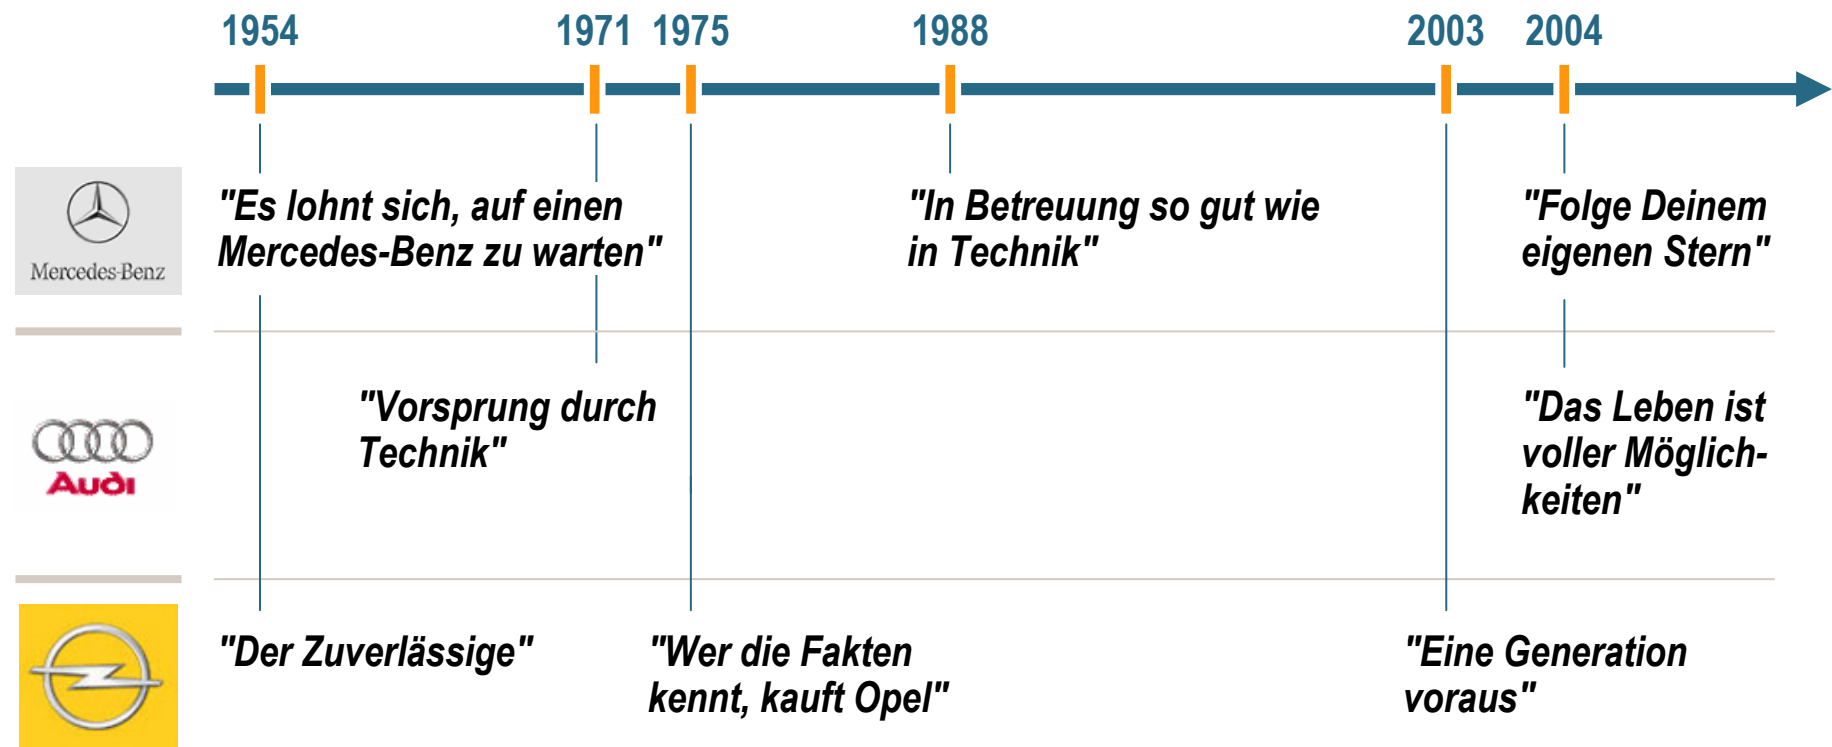 1954 1971 1975 1988 2003 2004
Mercedes-Benz
"Es lohnt sich, auf einen
Mercedes-Benz zu warten"
"In Betreuung so gut wie
in Technik"
"Folge Deinem
eigenen Stern"
Audi
"Vorsprung durch
Technik"
"Das Leben ist
voller Möglich-
keiten"
"Der Zuverlässige"
"Wer die Fakten
kennt, kauft Opel"
"Eine Generation
voraus"